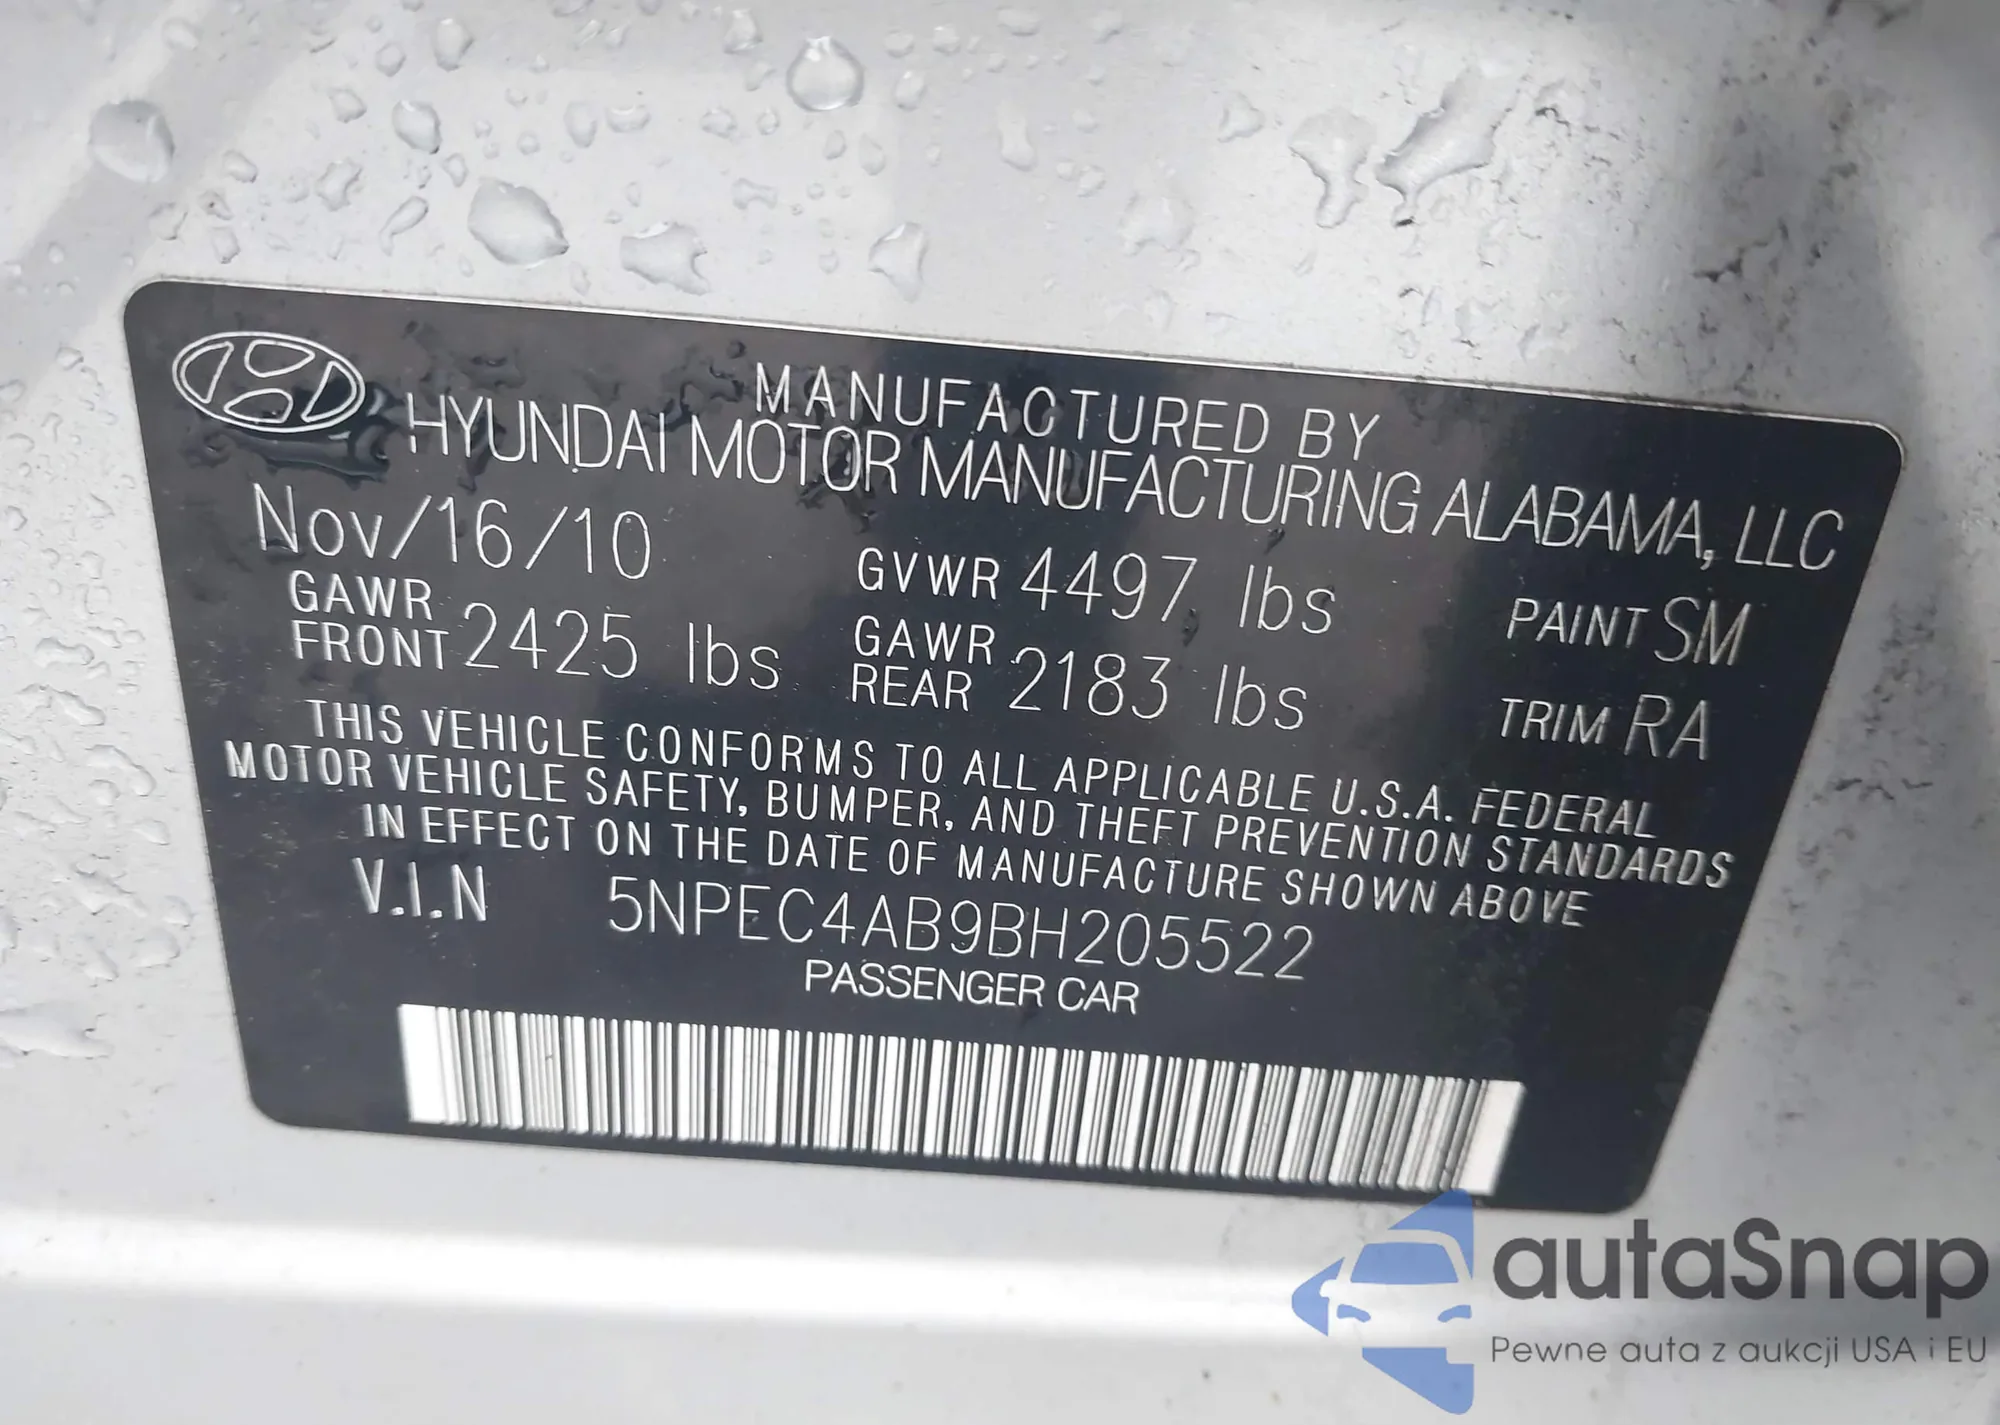 MANUFACTURED BY
HYUNDAI MOTOR MANUFACTURING ALABAMA, LLC
Nov/16/10 GVWR 4497 lbs PAINT SM
GAWR FRONT 2425 lbs GAWR REAR 2183 lbs TRIM RA
THIS VEHICLE CONFORMS TO ALL APPLICABLE U.S.A. FEDERAL
MOTOR VEHICLE SAFETY, BUMPER, AND THEFT PREVENTION STANDARDS
IN EFFECT ON THE DATE OF MANUFACTURE SHOWN ABOVE
V.I.N 5NPEC4AB9BH205522
PASSENGER CAR
autaSnap
Pewne auta z aukcji USA i EU